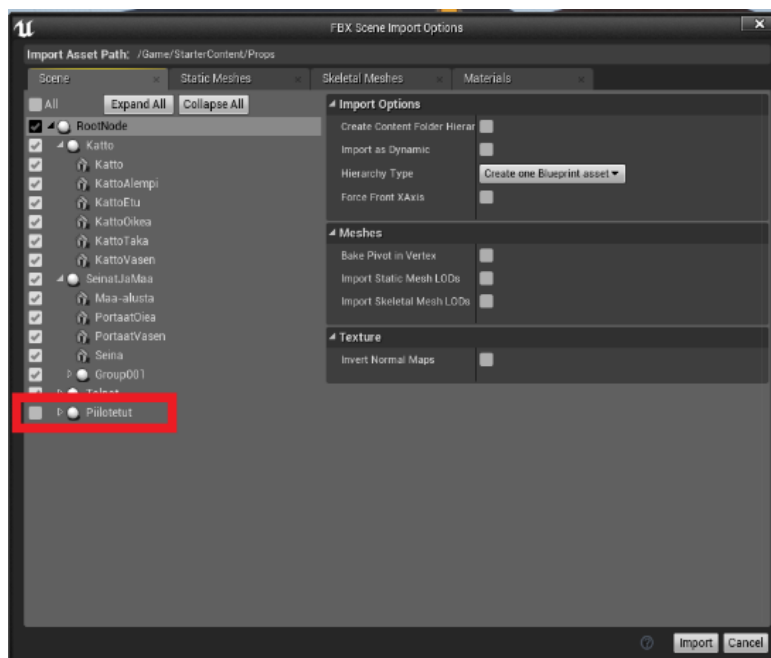 FBX Scene Import Options
Import Asset Path: /Game/StarterContent/Props
Scene Static Meshes Skeletal Meshes Materials
All Expand All Collapse All
RootNode
Katto
Katto
KattoAlempi
KattoEtu
KattoOikea
KattoTaka
KattoVasen
SeinatJaMaa
Maa-alusta
PortaatOiea
PortaatVasen
Seina
Group001
Piilotetut
Import Options
Create Content Folder Hierar
Import as Dynamic
Hierarchy Type Create one Blueprint asset
Force Front XAxis
Meshes
Bake Pivot in Vertex
Import Static Mesh LODs
Import Skeletal Mesh LODs
Texture
Invert Normal Maps
Import Cancel